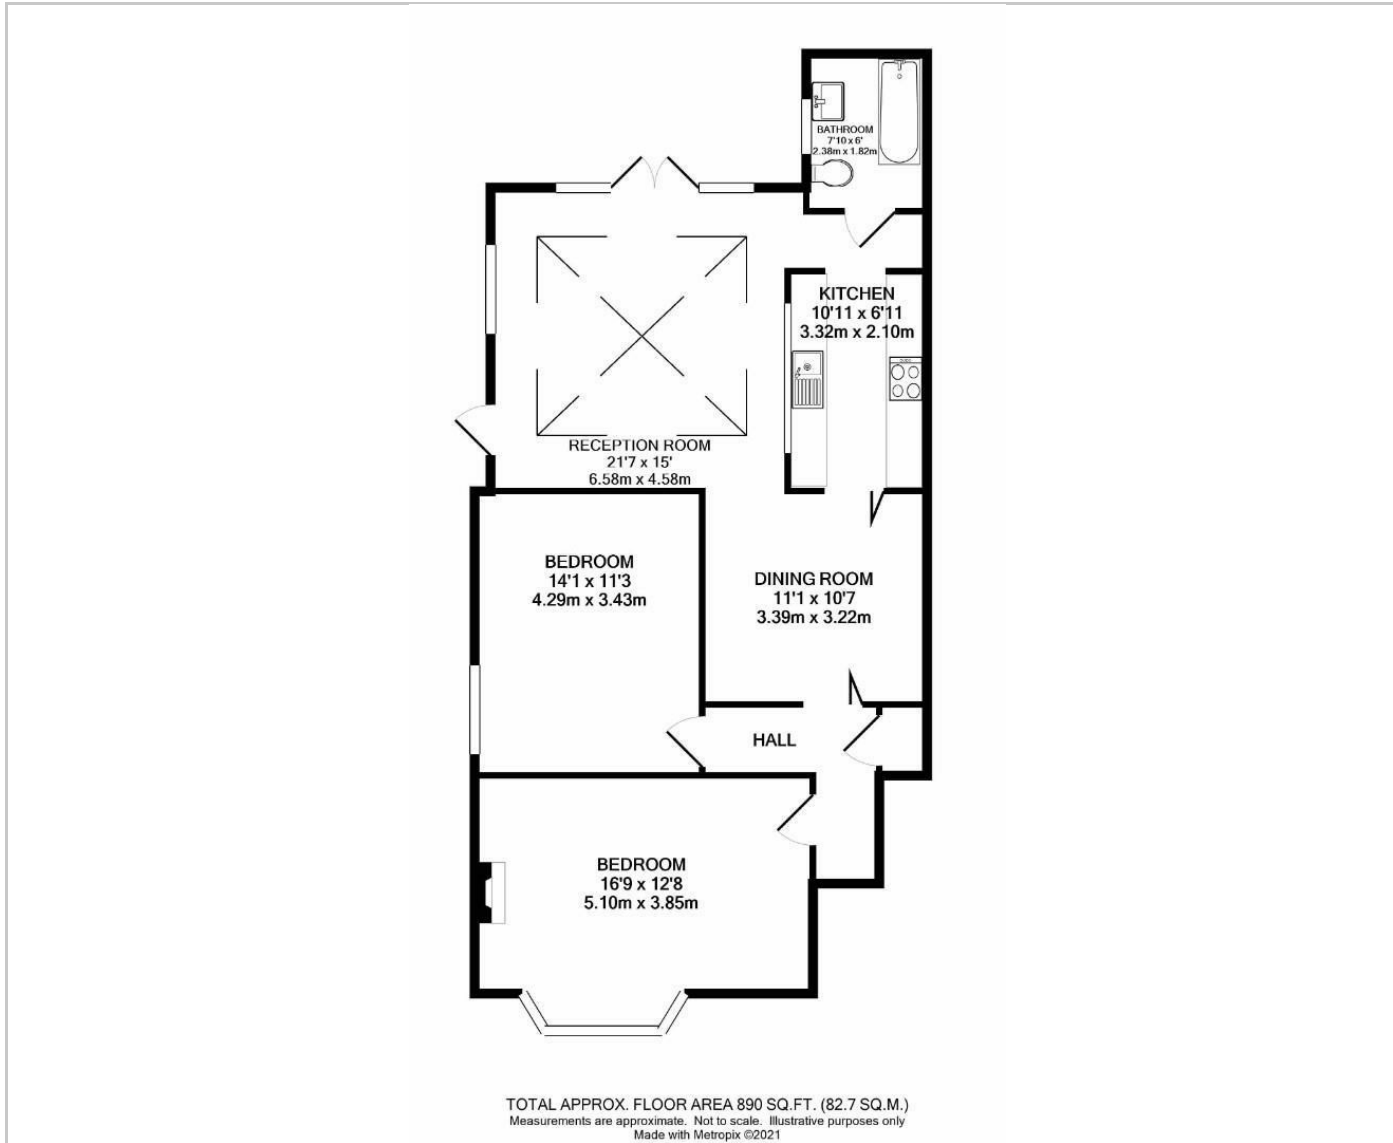 BATHROOM
7'10 x 6'
2.38m x 1.82m
KITCHEN
10'11 x 6'11
3.32m x 2.10m
RECEPTION ROOM
21'7 x 15'
6.58m x 4.58m
BEDROOM
14'1 x 11'3
4.29m x 3.43m
DINING ROOM
11'1 x 10'7
3.39m x 3.22m
HALL
BEDROOM
16'9 x 12'8
5.10m x 3.85m
TOTAL APPROX. FLOOR AREA 890 SQ.FT. (82.7 SQ.M.)
Measurements are approximate. Not to scale. Illustrative purposes only
Made with Metropix ©2021